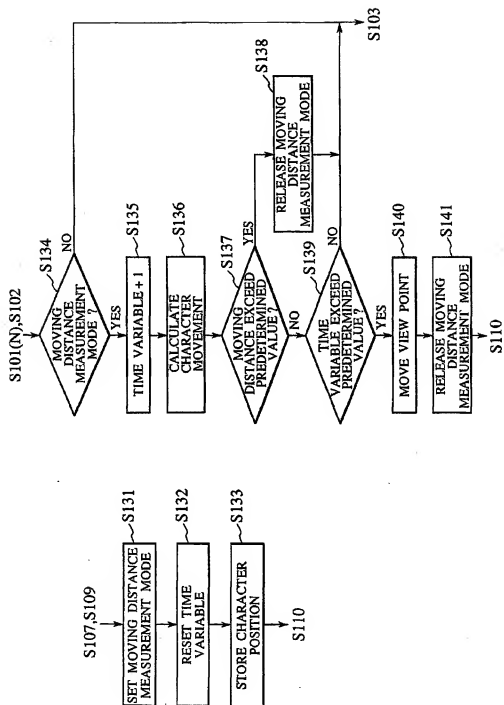 S107,S109
S131
SET MOVING DISTANCE
MEASUREMENT MODE
S132
RESET TIME
VARIABLE
S133
STORE CHARACTER
POSITION
S110
S101(N),S102
S134
MOVING
DISTANCE
MEASUREMENT
MODE ?
NO
YES
S135
TIME VARIABLE + 1
S136
CALCULATE
CHARACTER
MOVEMENT
S137
MOVING
DISTANCE EXCEED
PREDETERMINED
VALUE ?
YES
NO
S138
RELEASE MOVING
DISTANCE
MEASUREMENT MODE
S139
TIME
VARIABLE EXCEED
PREDETERMINED
VALUE ?
NO
YES
S103
S140
MOVE VIEW POINT
S141
RELEASE MOVING
DISTANCE
MEASUREMENT MODE
S110